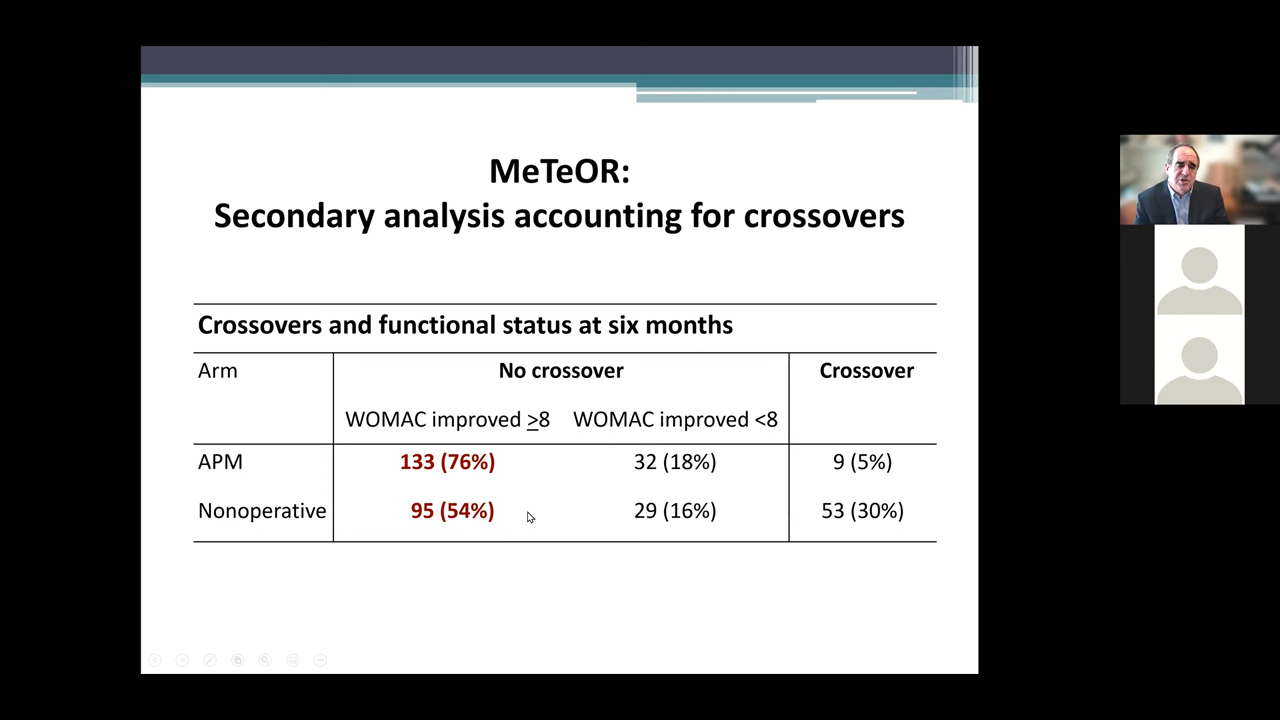 MeTeOR:
Secondary analysis accounting for crossovers
Crossovers and functional status at six months
Arm No crossover Crossover
WOMAC improved ≥8 WOMAC improved <8
APM 133 (76%) 32 (18%) 9 (5%)
Nonoperative 95 (54%) 29 (16%) 53 (30%)